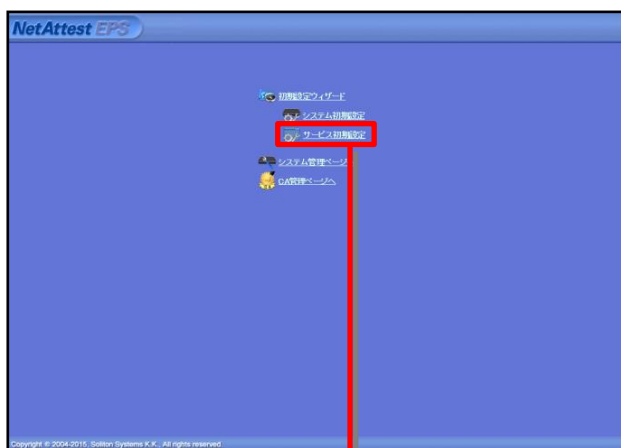 NetAttest EPS
初期設定ウィザード
システム初期設定
サービス初期設定
システム管理ページ
CA管理ページへ
Copyright © 2004-2015, Soliton Systems K.K., All rights reserved.